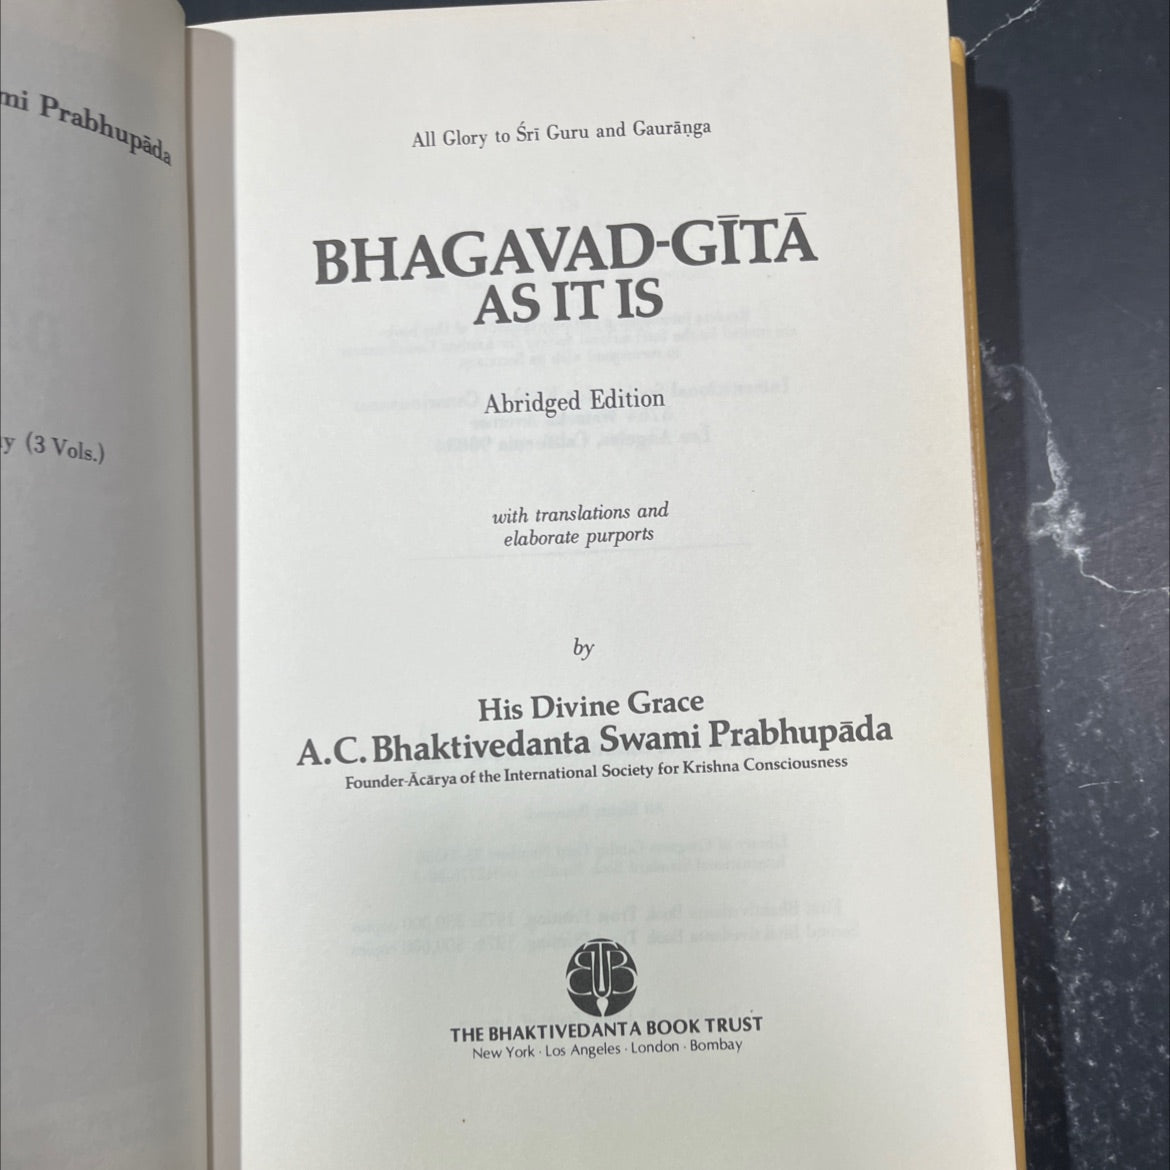 mi Prabhupāda
y (3 Vols.)
All Glory to Śrī Guru and Gaurāṇga
BHAGAVAD-GĪTĀ
AS IT IS
Abridged Edition
with translations and
elaborate purports
by
His Divine Grace
A.C. Bhaktivedanta Swami Prabhupāda
Founder-Ācārya of the International Society for Krishna Consciousness
BBT
THE BHAKTIVEDANTA BOOK TRUST
New York · Los Angeles · London · Bombay